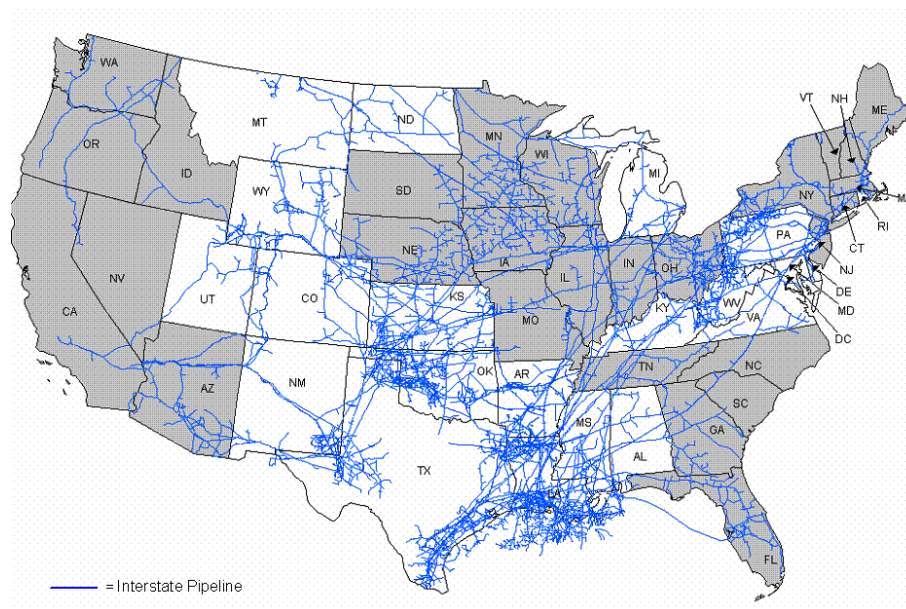 WA
MT
ND
MN
VT
NH
ME
OR
ID
WY
SD
WI
MI
NY
M
RI
CT
NJ
DE
MD
DC
NE
IA
PA
NV
UT
CO
KS
MO
IL
IN
OH
KY
WV
VA
CA
AZ
NM
OK
AR
TN
NC
SC
GA
MS
AL
TX
LA
FL
= Interstate Pipeline